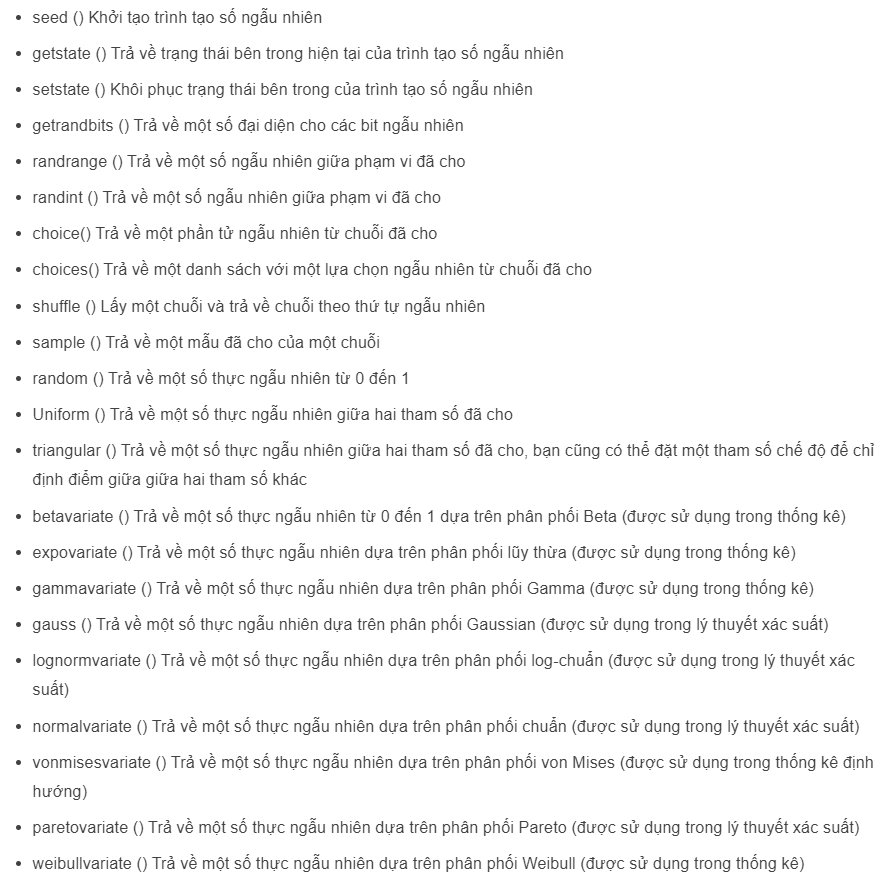 seed () Khởi tạo trình tạo số ngẫu nhiên
getstate () Trả về trạng thái bên trong hiện tại của trình tạo số ngẫu nhiên
setstate () Khôi phục trạng thái bên trong của trình tạo số ngẫu nhiên
getrandbits () Trả về một số đại diện cho các bit ngẫu nhiên
randrange () Trả về một số ngẫu nhiên giữa phạm vi đã cho
randint () Trả về một số ngẫu nhiên giữa phạm vi đã cho
choice() Trả về một phần tử ngẫu nhiên từ chuỗi đã cho
choices() Trả về một danh sách với một lựa chọn ngẫu nhiên từ chuỗi đã cho
shuffle () Lấy một chuỗi và trả về chuỗi theo thứ tự ngẫu nhiên
sample () Trả về một mẫu đã cho của một chuỗi
random () Trả về một số thực ngẫu nhiên từ 0 đến 1
Uniform () Trả về một số thực ngẫu nhiên giữa hai tham số đã cho
triangular () Trả về một số thực ngẫu nhiên giữa hai tham số đã cho, bạn cũng có thể đặt một tham số chế độ để chỉ
định điểm giữa giữa hai tham số khác
betavariate () Trả về một số thực ngẫu nhiên từ 0 đến 1 dựa trên phân phối Beta (được sử dụng trong thống kê)
expovariate () Trả về một số thực ngẫu nhiên dựa trên phân phối lũy thừa (được sử dụng trong thống kê)
gammavariate () Trả về một số thực ngẫu nhiên dựa trên phân phối Gamma (được sử dụng trong thống kê)
gauss () Trả về một số thực ngẫu nhiên dựa trên phân phối Gaussian (được sử dụng trong lý thuyết xác suất)
lognormvariate () Trả về một số thực ngẫu nhiên dựa trên phân phối log-chuẩn (được sử dụng trong lý thuyết xác
suất)
normalvariate () Trả về một số thực ngẫu nhiên dựa trên phân phối chuẩn (được sử dụng trong lý thuyết xác suất)
vonmisesvariate () Trả về một số thực ngẫu nhiên dựa trên phân phối von Mises (được sử dụng trong thống kê định
hướng)
paretovariate () Trả về một số thực ngẫu nhiên dựa trên phân phối Pareto (được sử dụng trong lý thuyết xác suất)
weibullvariate () Trả về một số thực ngẫu nhiên dựa trên phân phối Weibull (được sử dụng trong thống kê)